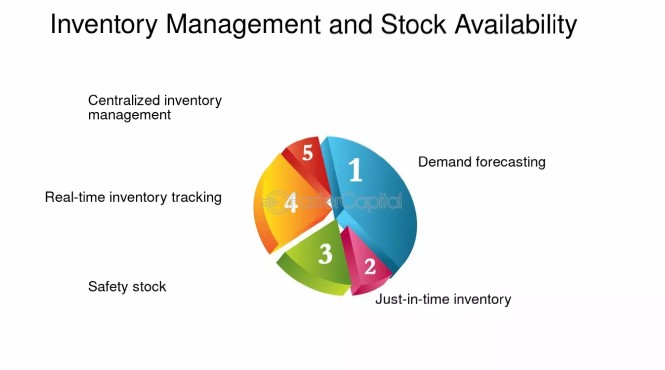 Inventory Management and Stock Availability
Centralized inventory
management
Demand forecasting
Real-time inventory tracking
Safety stock
Just-in-time inventory
5
1
4
3
2